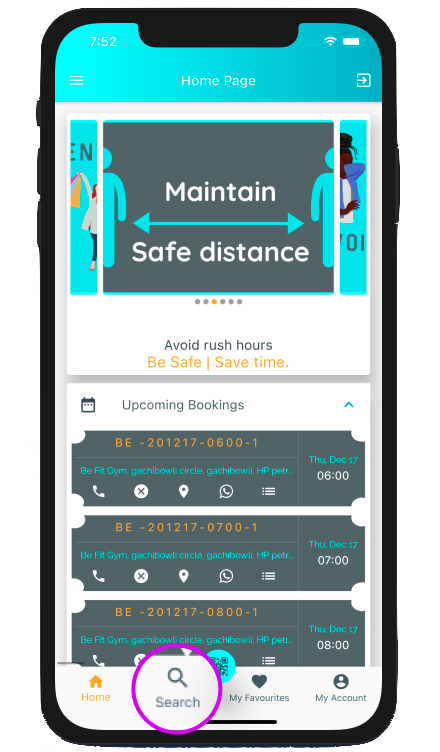 7:52
Home Page
EN
Maintain
Safe distance
VOI
Avoid rush hours
Be Safe | Save time.
Upcoming Bookings
BE -201217-0600-1
Be Fit Gym, gachibowli circle, gachibowli, HP petr...
Thu, Dec 17
06:00
BE -201217-0700-1
Be Fit Gym, gachibowli circle, gachibowli, HP petr...
Thu, Dec 17
07:00
BE -201217-0800-1
Be Fit Gym, gachibowli circle, gachibowli, HP petr...
Thu, Dec 17
08:00
Home
Search
My Favourites
My Account